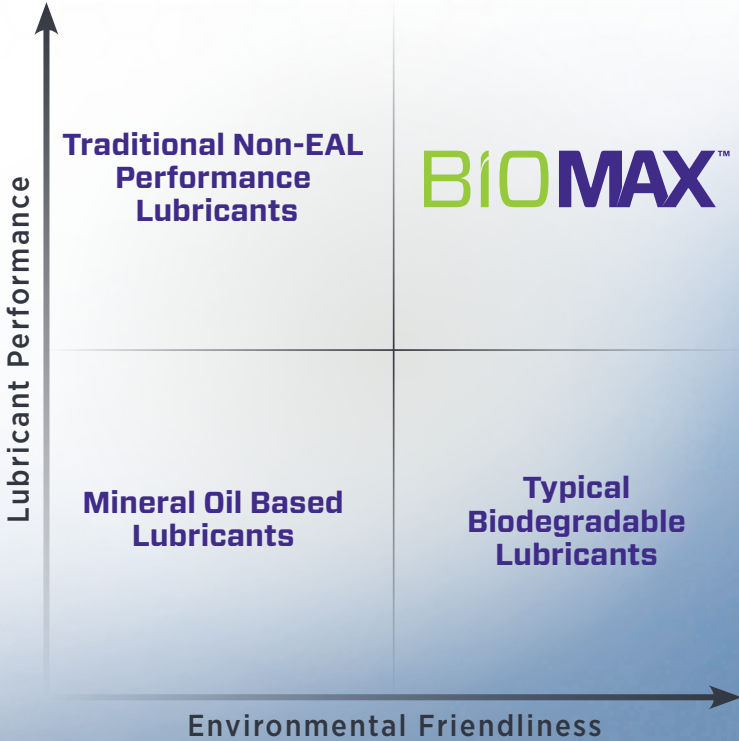 Lubricant Performance
Traditional Non-EAL
Performance
Lubricants
BIOMAX™
Mineral Oil Based
Lubricants
Typical
Biodegradable
Lubricants
Environmental Friendliness